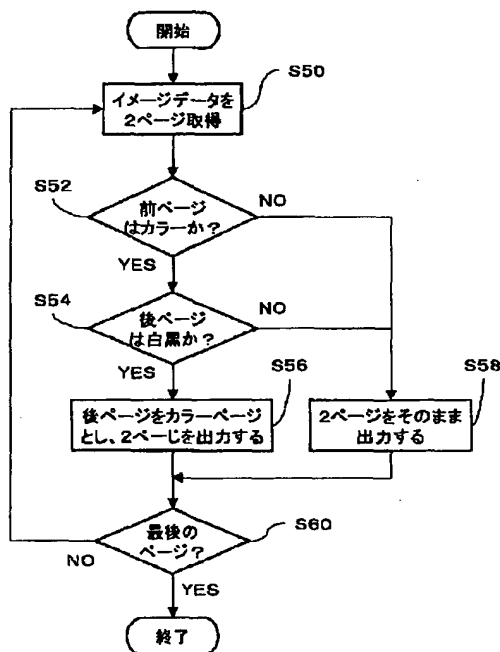 開始
S50
イメージデータを
2ページ取得
S52
前ページ
はカラーか？
NO
YES
S54
後ページ
は白黒か？
NO
YES
S56
後ページをカラーページ
とし、2ページを出力する
S58
2ページをそのまま
出力する
最後の
ページ？
S60
NO
YES
終了